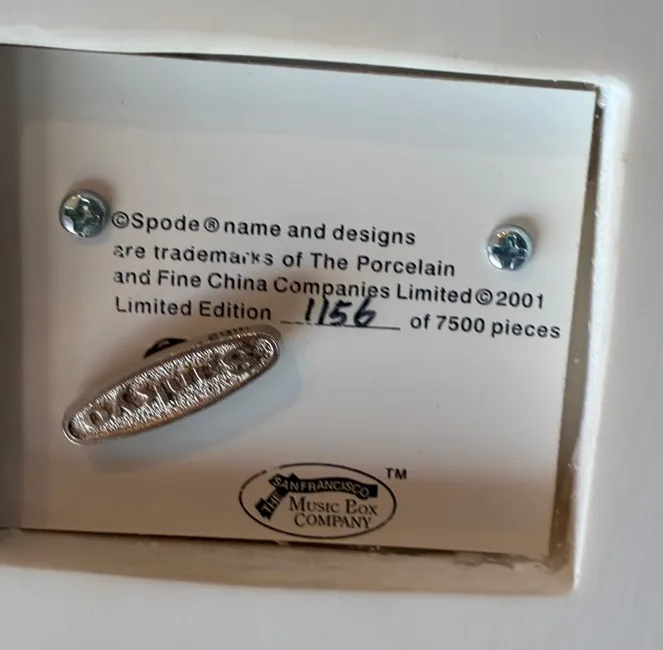 ©Spode® name and designs
are trademarks of The Porcelain
and Fine China Companies Limited © 2001
Limited Edition 1156 of 7500 pieces
SANKYO
THE SAN FRANCISCO
MUSIC BOX
COMPANY
TM